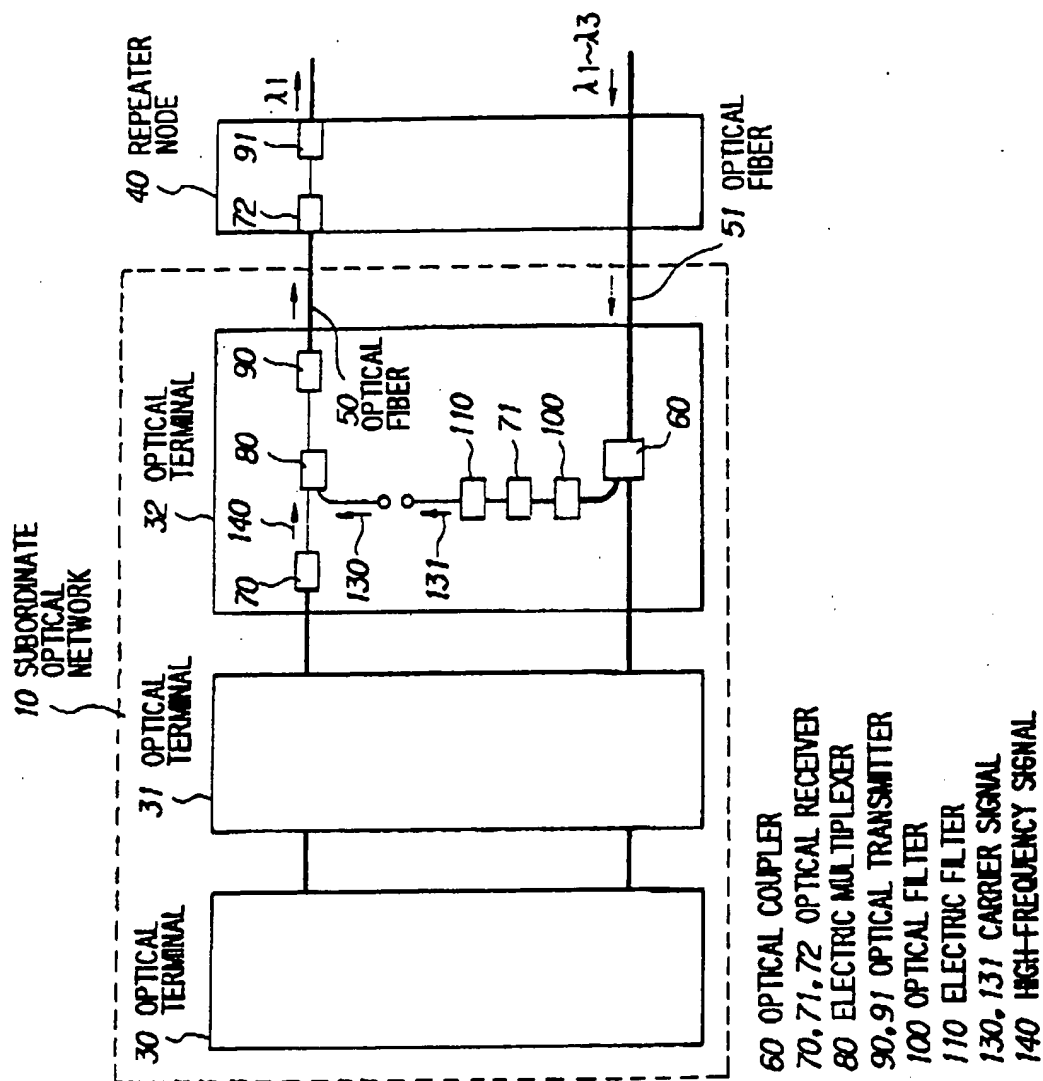 10 SUBORDINATE
OPTICAL
NETWORK
30 OPTICAL
TERMINAL
31 OPTICAL
TERMINAL
32 OPTICAL
TERMINAL
40 REPEATER
NODE
70
140
80
90
72
91
λ1
50
OPTICAL
FIBER
130
131
110
71
100
60
51 OPTICAL
FIBER
λ1~λ3
60 OPTICAL COUPLER
70,71,72 OPTICAL RECEIVER
80 ELECTRIC MULTIPLEXER
90,91 OPTICAL TRANSMITTER
100 OPTICAL FILTER
110 ELECTRIC FILTER
130,131 CARRIER SIGNAL
140 HIGH-FREQUENCY SIGNAL